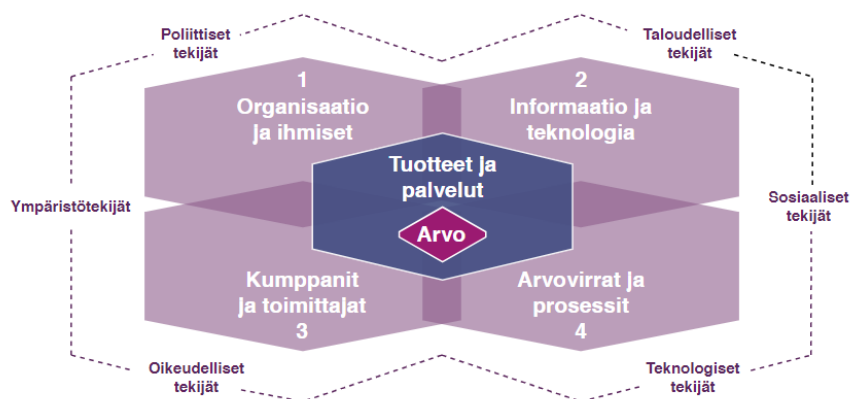 Poliittiset
tekijät
Taloudelliset
tekijät
1
Organisaatio
ja ihmiset
2
Informaatio ja
teknologia
Tuotteet ja
palvelut
Ympäristötekijät
Sosiaaliset
tekijät
Arvo
Kumppanit
ja toimittajat
3
Arvovirrat ja
prosessit
4
Oikeudelliset
tekijät
Teknologiset
tekijät